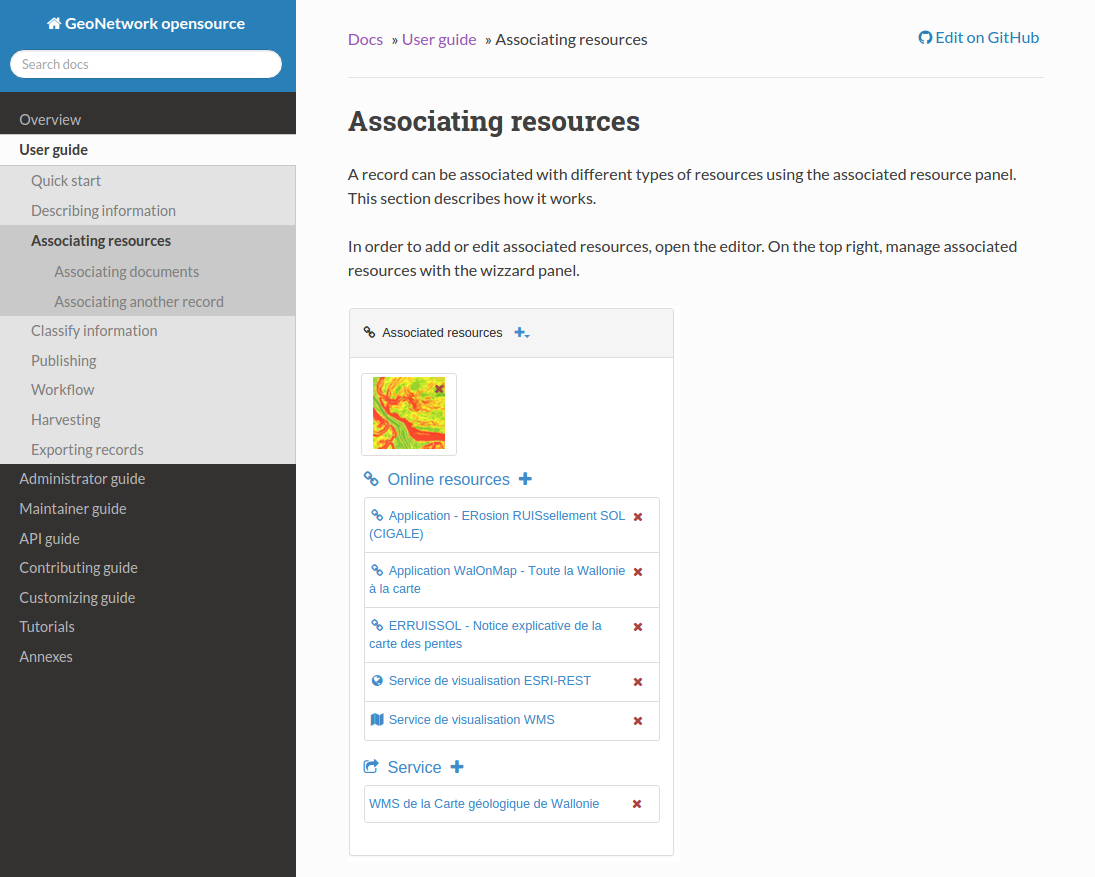 GeoNetwork opensource
Search docs
Overview
User guide
Quick start
Describing information
Associating resources
Associating documents
Associating another record
Classify information
Publishing
Workflow
Harvesting
Exporting records
Administrator guide
Maintainer guide
API guide
Contributing guide
Customizing guide
Tutorials
Annexes
Docs » User guide » Associating resources
Edit on GitHub
Associating resources
A record can be associated with different types of resources using the associated resource panel.
This section describes how it works.
In order to add or edit associated resources, open the editor. On the top right, manage associated
resources with the wizzard panel.
Associated resources
Online resources
Application - ERosion RUISsellement SOL
(CIGALE)
Application WalOnMap - Toute la Wallonie
à la carte
ERRUISSOL - Notice explicative de la
carte des pentes
Service de visualisation ESRI-REST
Service de visualisation WMS
Service
WMS de la Carte géologique de Wallonie